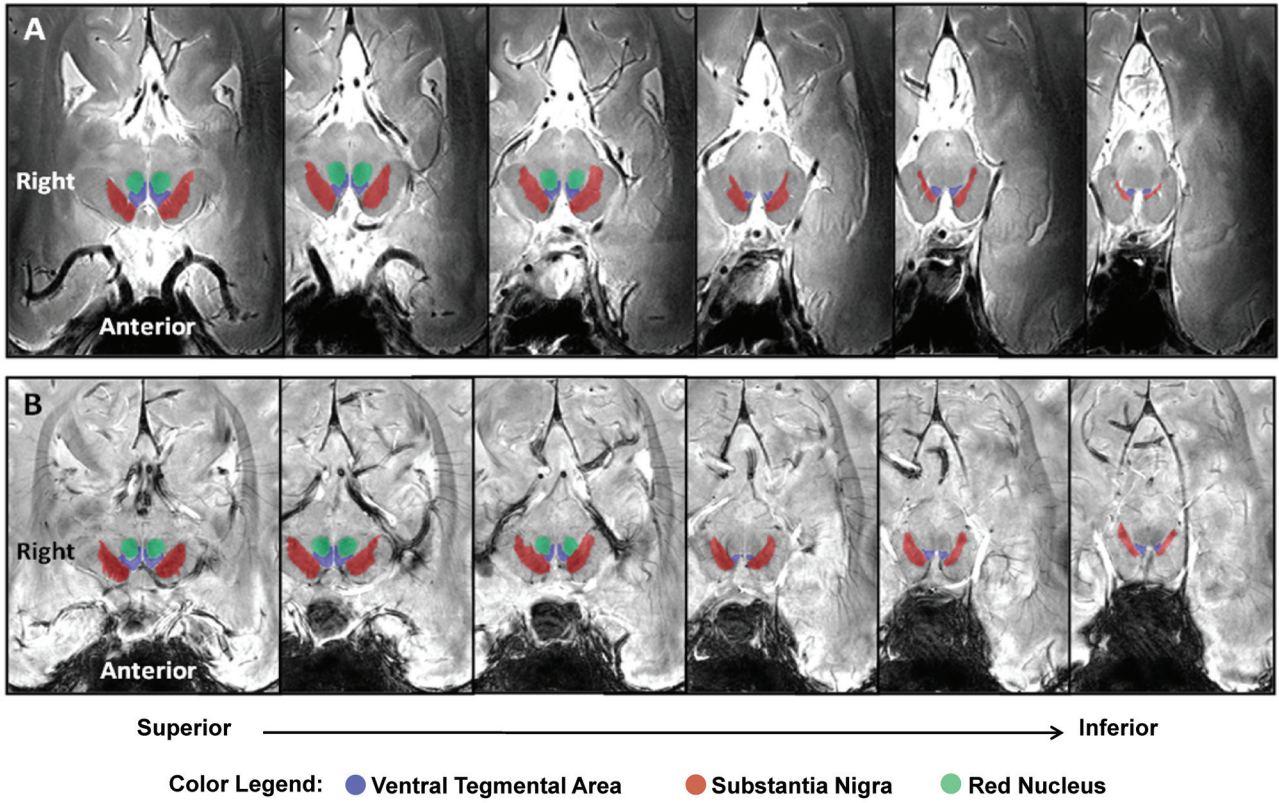 A
Right
Anterior
B
Right
Anterior
Superior
Inferior
Color Legend: Ventral Tegmental Area Substantia Nigra Red Nucleus